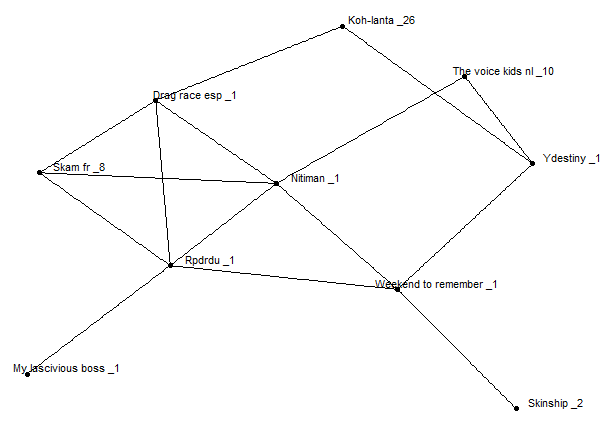 Koh-lanta _26
The voice kids nl _10
Drag race esp _1
Ydestiny _1
Skam fr _8
Nitiman _1
Rpdrdu _1
Weekend to remember _1
My lascivious boss _1
Skinship _2